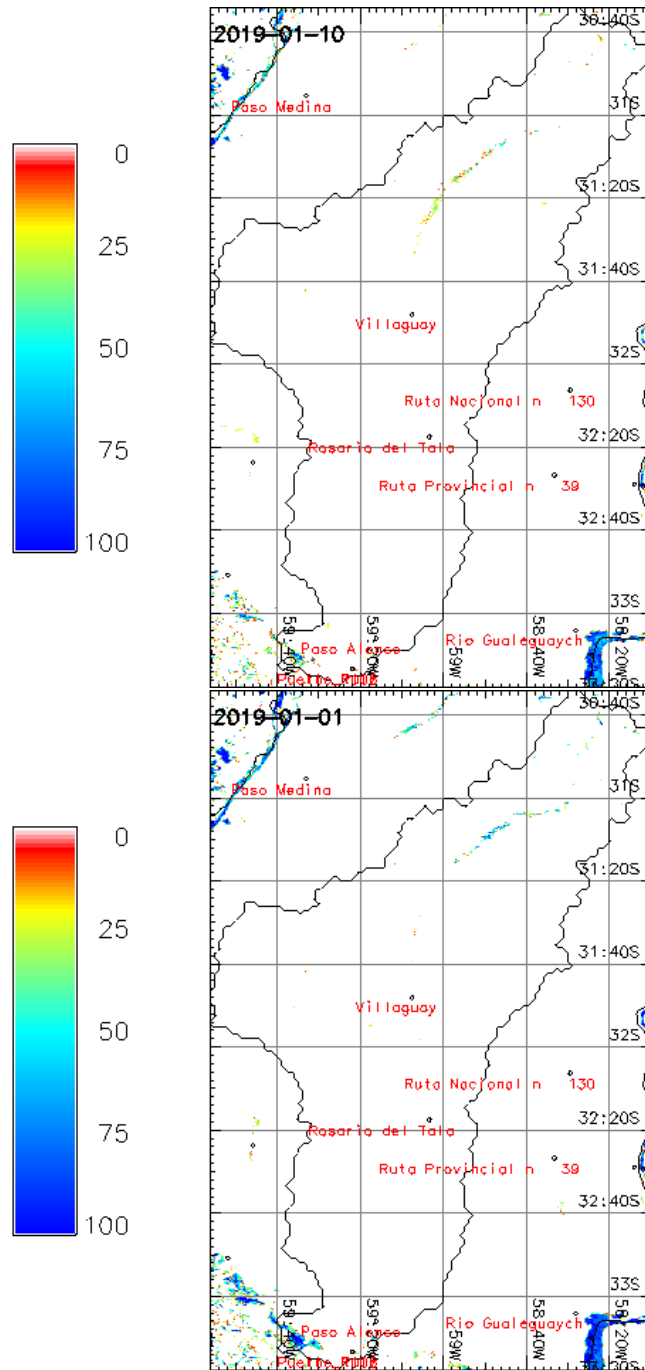 2019-01-10
30:40S
Paso Medina
31S
0
31:20S
25
31:40S
Villaguay
50
32S
75
Ruta Nacional n 130
32:20S
Rosario del Tala
Ruta Provincial n 39
100
32:40S
33S
59:40W
59W
58:40W
58:20W
Rio Gualeguaych
Paso Alonso
2019-01-01
30:40S
Paso Medina
31S
0
31:20S
25
31:40S
Villaguay
50
32S
75
Ruta Nacional n 130
32:20S
Rosario del Tala
Ruta Provincial n 39
100
32:40S
33S
59:40W
59W
58:40W
58:20W
Rio Gualeguaych
Paso Alonso